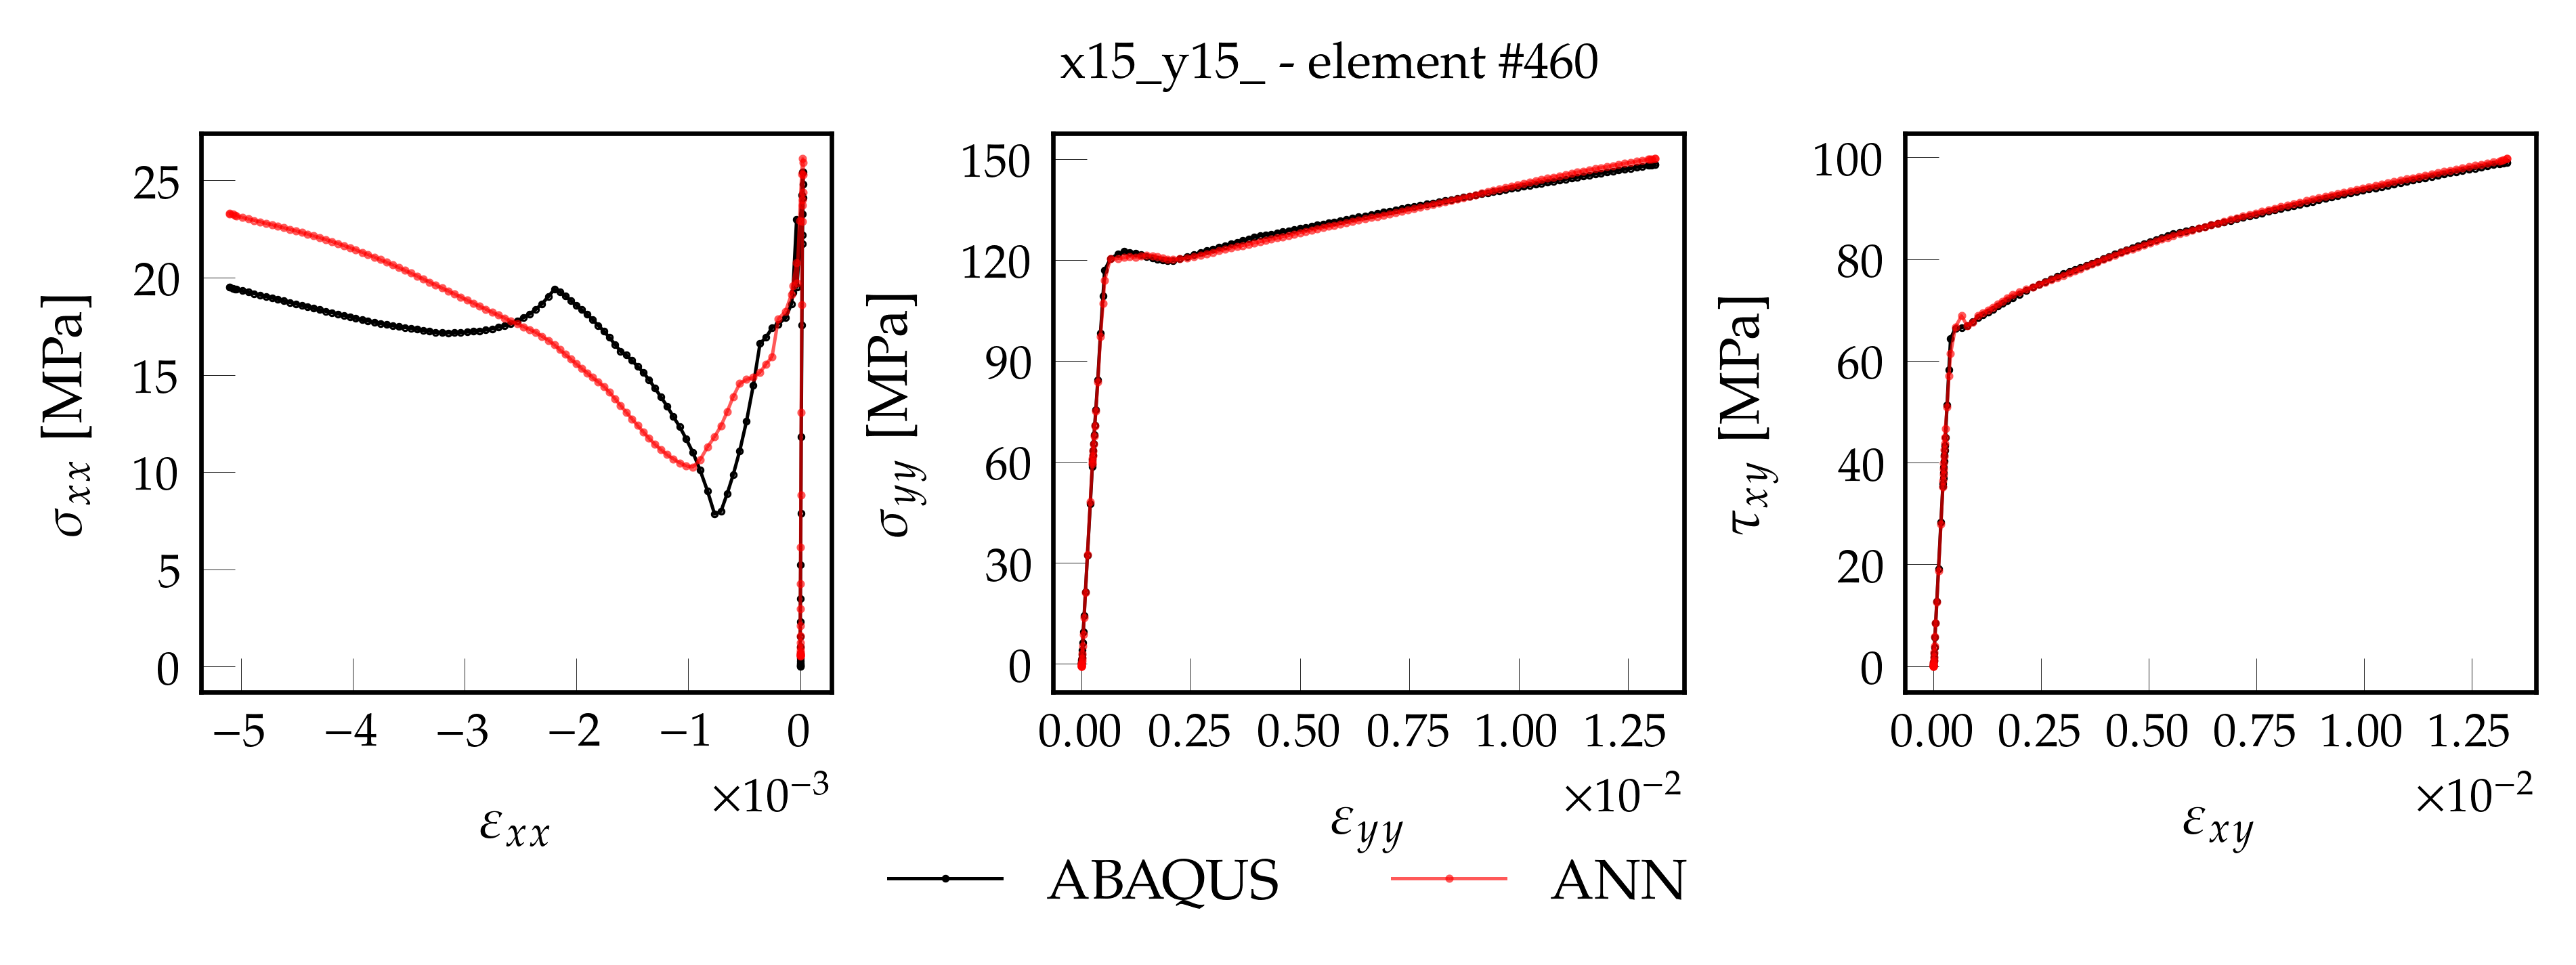 x15_y15_ - element #460
σxx [MPa]
25
20
15
10
5
0
−5 −4 −3 −2 −1 0
×10−3
εxx
σyy [MPa]
150
120
90
60
30
0
0.00 0.25 0.50 0.75 1.00 1.25
×10−2
εyy
τxy [MPa]
100
80
60
40
20
0
0.00 0.25 0.50 0.75 1.00 1.25
×10−2
εxy
ABAQUS ANN